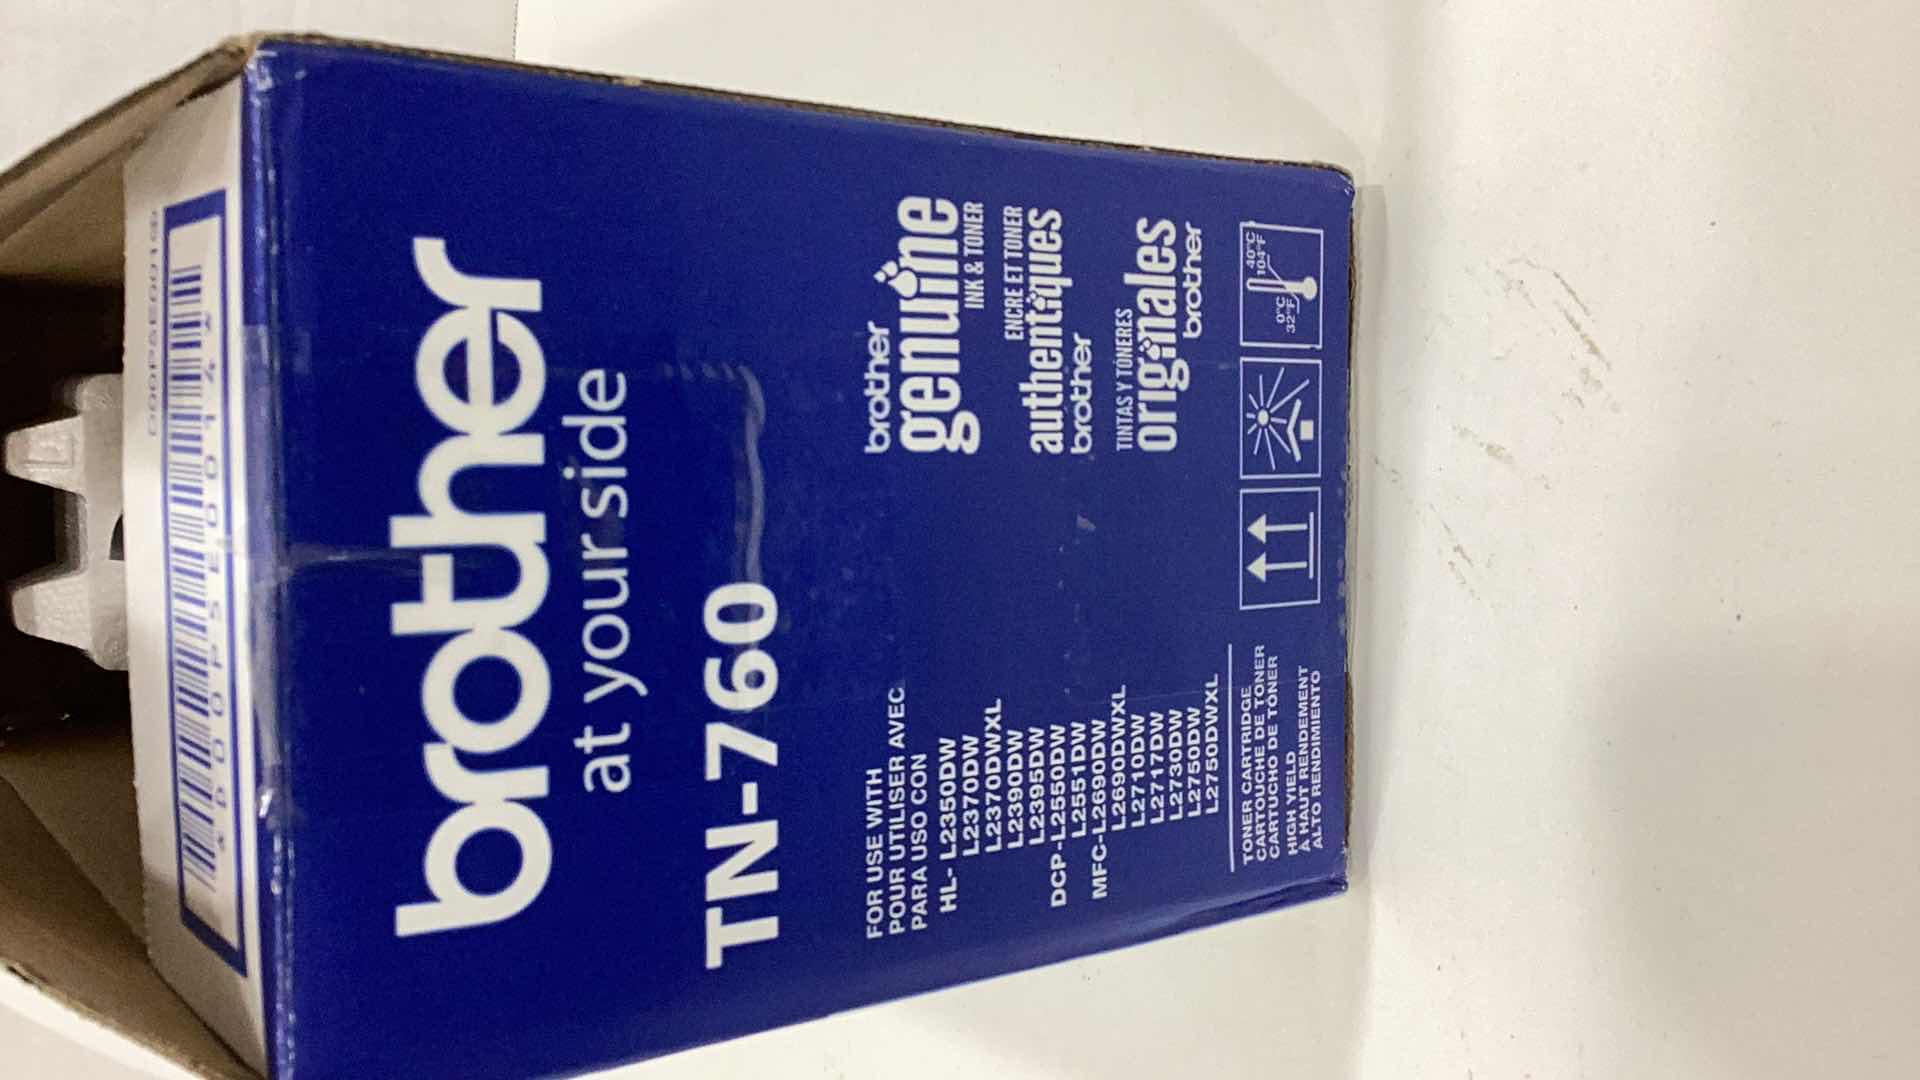 brother
at your side
TN-760
FOR USE WITH
POUR UTILISER AVEC
PARA USO CON
HL- L2350DW
L2370DW
L2370DWXL
L2390DW
L2395DW
DCP-L2550DW
L2551DW
MFC-L2690DW
L2690DWXL
L2710DW
L2717DW
L2730DW
L2750DW
L2750DWXL
TONER CARTRIDGE
CARTOUCHE DE TONER
CARTUCHO DE TÓNER
HIGH YIELD
À HAUT RENDEMENT
ALTO RENDIMIENTO
brother
genuine
INK & TONER
ENCRE ET TONER
authentiques
brother
TINTAS Y TÓNERES
originales
brother
0°C
32°F
40°C
104°F